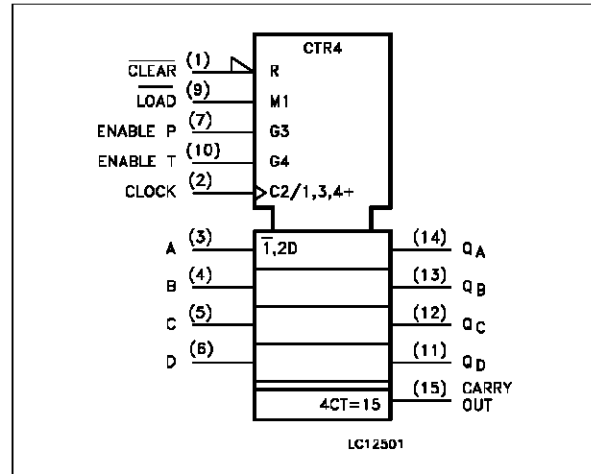 CTR4
CLEAR (1) R
LOAD (9) M1
ENABLE P (7) G3
ENABLE T (10) G4
CLOCK (2) C2/1,3,4+
A (3) 1,2D (14) QA
B (4) (13) QB
C (5) (12) QC
D (6) (11) QD
4CT=15 (15) CARRY OUT
LC12501